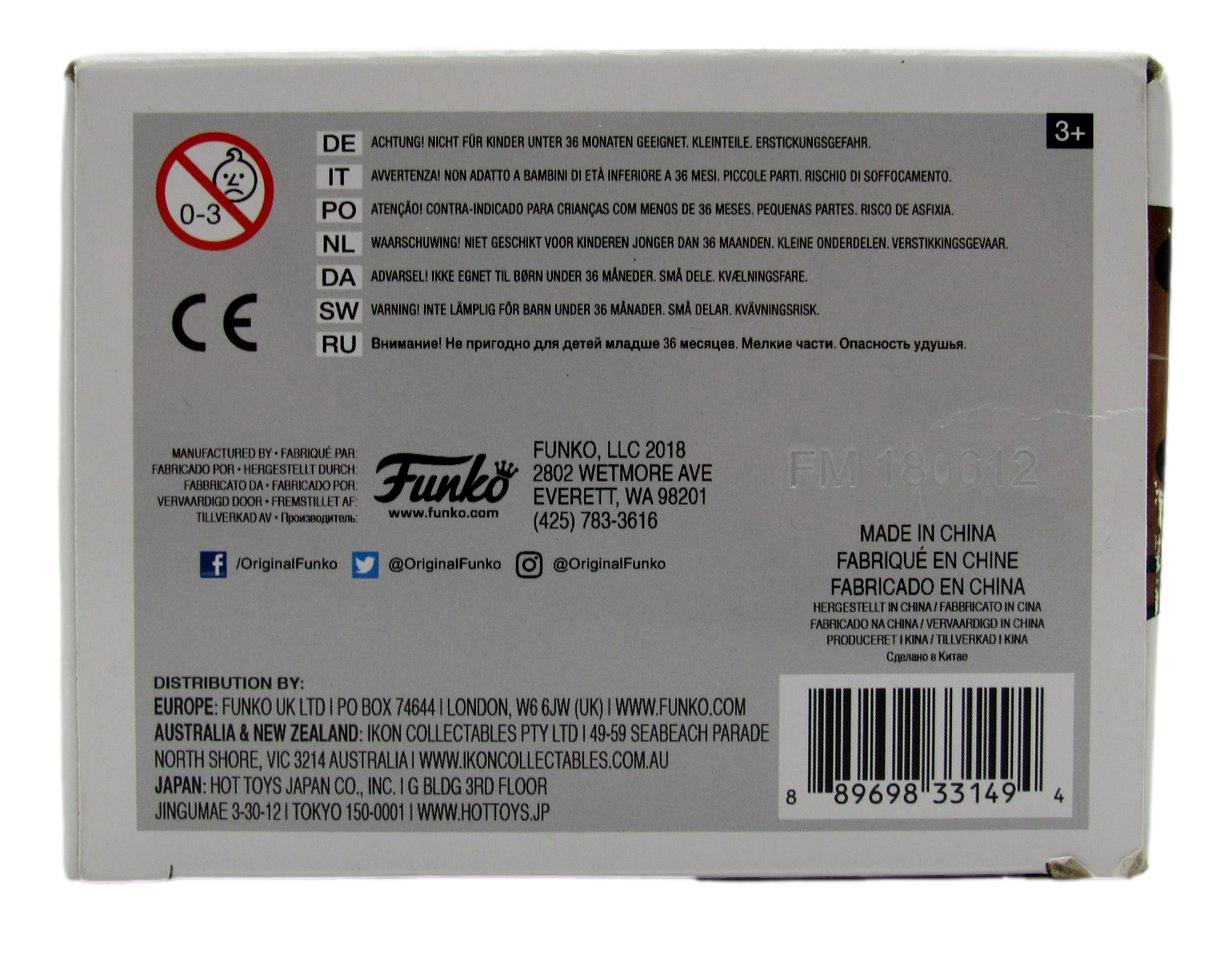 3+
0-3
DE ACHTUNG! NICHT FÜR KINDER UNTER 36 MONATEN GEEIGNET. KLEINTEILE. ERSTICKUNGSGEFAHR.
IT AVVERTENZA! NON ADATTO A BAMBINI DI ETÀ INFERIORE A 36 MESI. PICCOLE PARTI. RISCHIO DI SOFFOCAMENTO.
PO ATENÇÃO! CONTRA-INDICADO PARA CRIANÇAS COM MENOS DE 36 MESES. PEQUENAS PARTES. RISCO DE ASFIXIA.
NL WAARSCHUWING! NIET GESCHIKT VOOR KINDEREN JONGER DAN 36 MAANDEN. KLEINE ONDERDELEN. VERSTIKKINGSGEVAAR.
DA ADVARSEL! IKKE EGNET TIL BØRN UNDER 36 MÅNEDER. SMÅ DELE. KVÆLNINGSFARE.
SW VARNING! INTE LÄMPLIG FÖR BARN UNDER 36 MÅNADER. SMÅ DELAR. KVÄVNINGSRISK.
RU Внимание! Не пригодно для детей младше 36 месяцев. Мелкие части. Опасность удушья.
CE
MANUFACTURED BY • FABRIQUÉ PAR:
FABRICADO POR • HERGESTELLT DURCH:
FABBRICATO DA • FABRICADO POR:
VERVAARDIGD DOOR • FREMSTILLET AF:
TILLVERKAD AV • Производитель:
Funko
www.funko.com
FUNKO, LLC 2018
2802 WETMORE AVE
EVERETT, WA 98201
(425) 783-3616
/OriginalFunko @OriginalFunko @OriginalFunko
FM 180612
MADE IN CHINA
FABRIQUÉ EN CHINE
FABRICADO EN CHINA
HERGESTELLT IN CHINA / FABBRICATO IN CINA
FABRICADO NA CHINA / VERVAARDIGD IN CHINA
PRODUCERET I KINA / TILLVERKAD I KINA
Сделано в Китае
DISTRIBUTION BY:
EUROPE: FUNKO UK LTD | PO BOX 74644 | LONDON, W6 6JW (UK) | WWW.FUNKO.COM
AUSTRALIA & NEW ZEALAND: IKON COLLECTABLES PTY LTD | 49-59 SEABEACH PARADE
NORTH SHORE, VIC 3214 AUSTRALIA | WWW.IKONCOLLECTABLES.COM.AU
JAPAN: HOT TOYS JAPAN CO., INC. | G BLDG 3RD FLOOR
JINGUMAE 3-30-12 | TOKYO 150-0001 | WWW.HOTTOYS.JP
8 89698 33149 4